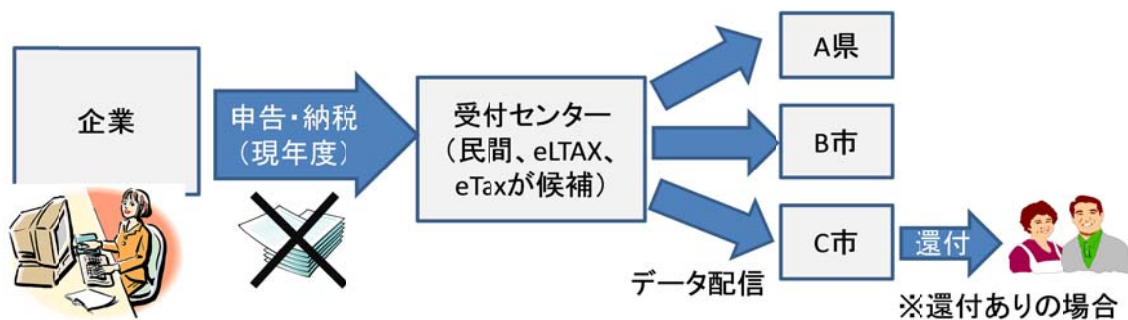 企業
申告・納税
（現年度）
受付センター
（民間、eLTAX、
eTaxが候補）
A県
B市
C市
データ配信
還付
※還付ありの場合